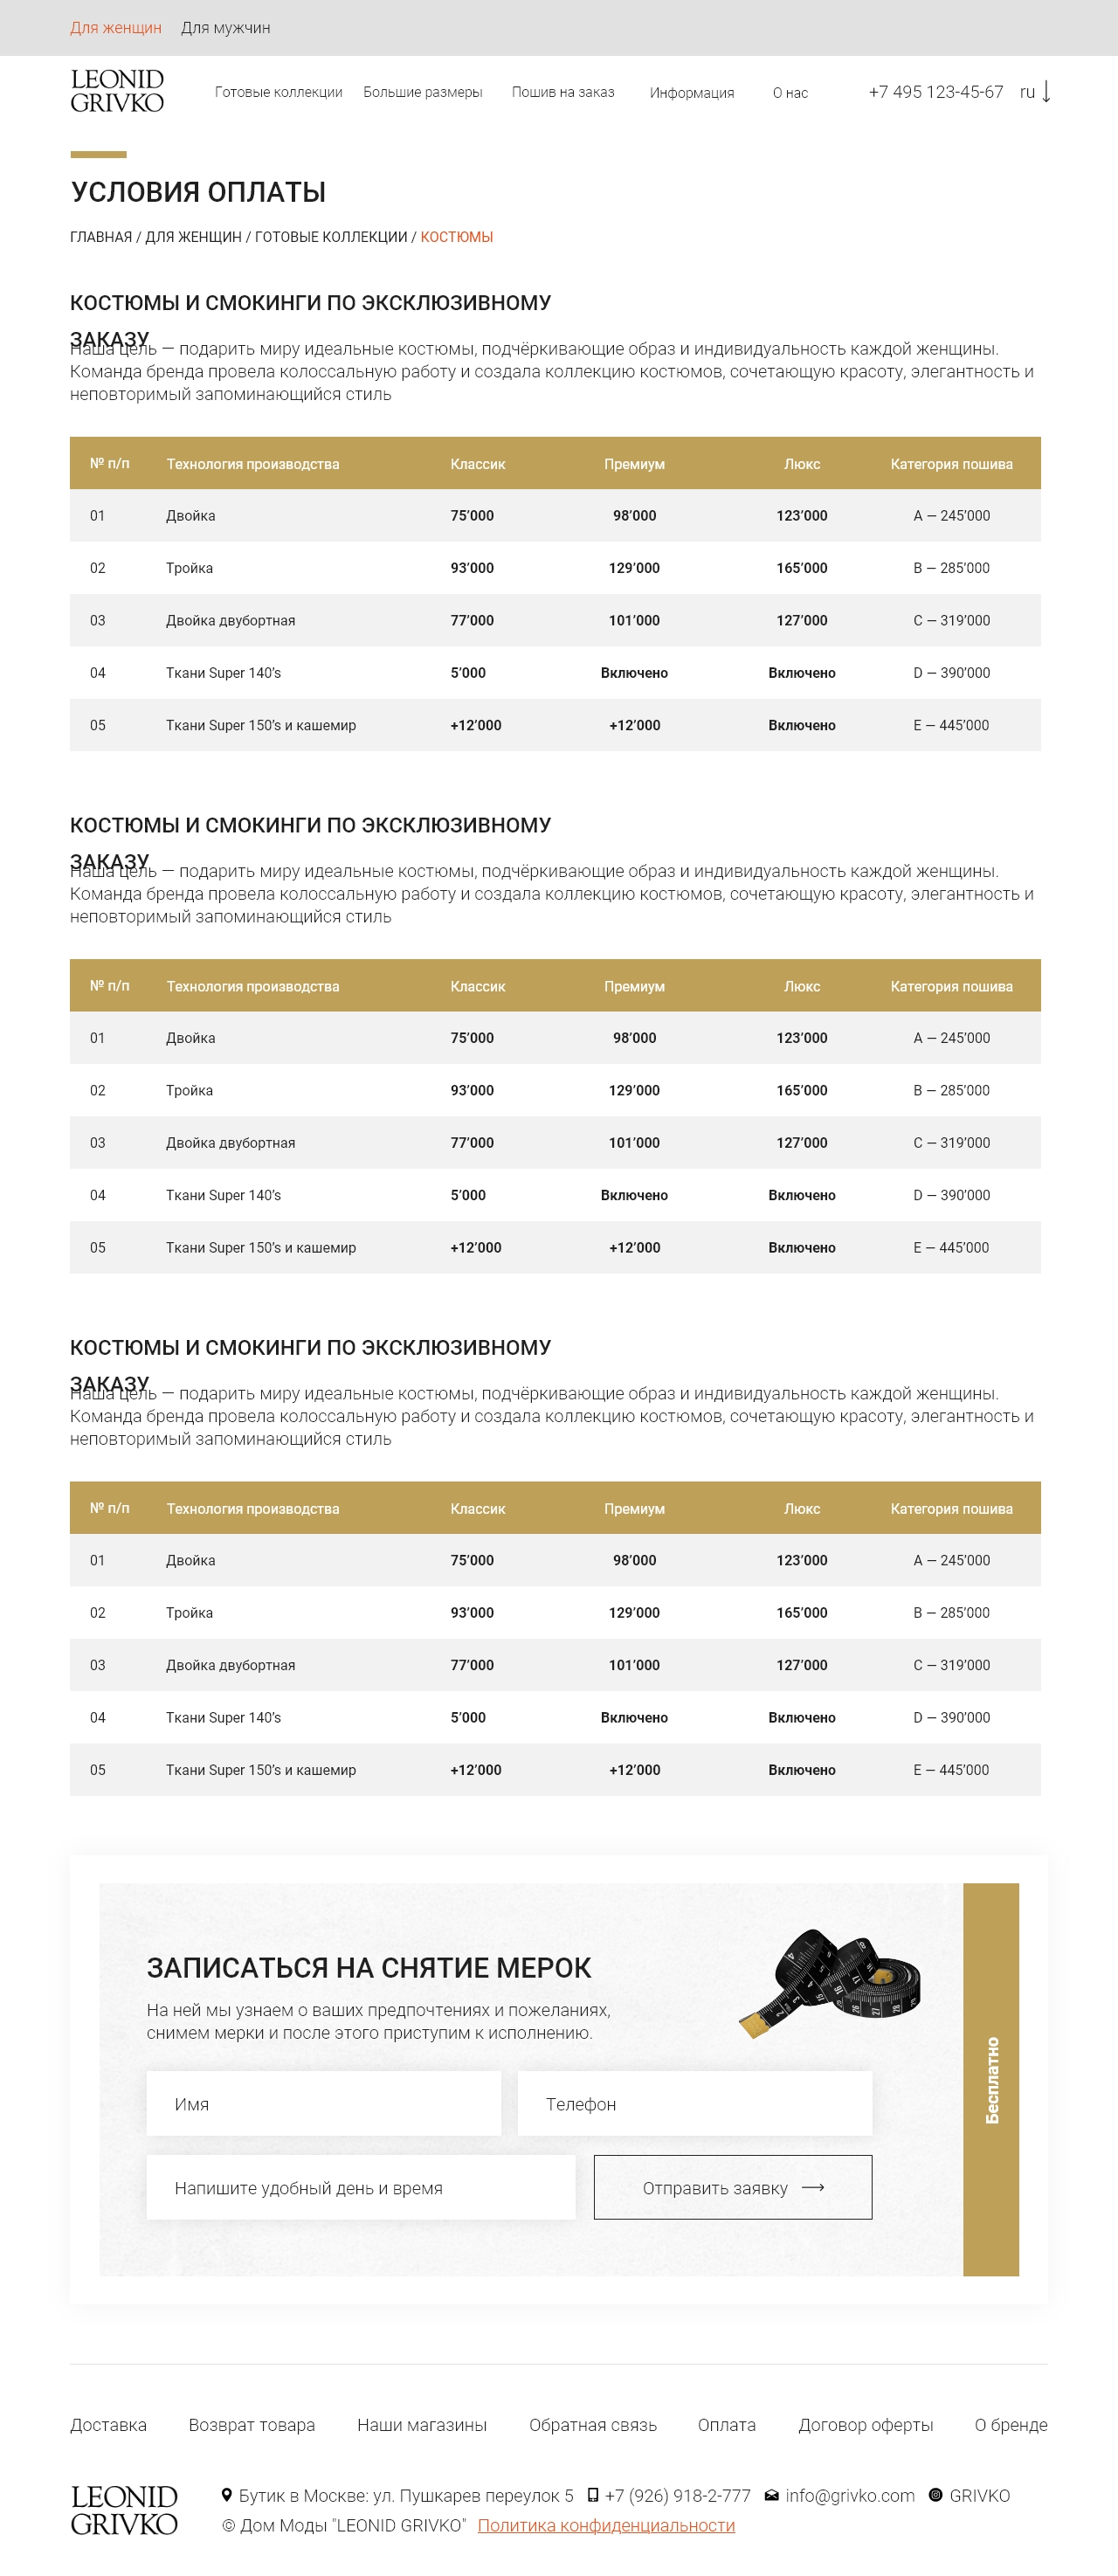 Для женщин Для мужчин
LEONID
GRIVKO
Готовые коллекции Большие размеры Пошив на заказ Информация О нас +7 495 123-45-67 ru
УСЛОВИЯ ОПЛАТЫ
ГЛАВНАЯ / ДЛЯ ЖЕНЩИН / ГОТОВЫЕ КОЛЛЕКЦИИ / КОСТЮМЫ
КОСТЮМЫ И СМОКИНГИ ПО ЭКСКЛЮЗИВНОМУ
ЗАКАЗУ
Наша цель — подарить миру идеальные костюмы, подчёркивающие образ и индивидуальность каждой женщины.
Команда бренда провела колоссальную работу и создала коллекцию костюмов, сочетающую красоту, элегантность и
неповторимый запоминающийся стиль
№ п/п Технология производства Классик Премиум Люкс Категория пошива
01 Двойка 75’000 98’000 123’000 A — 245’000
02 Тройка 93’000 129’000 165’000 B — 285’000
03 Двойка двубортная 77’000 101’000 127’000 C — 319’000
04 Ткани Super 140’s 5’000 Включено Включено D — 390’000
05 Ткани Super 150’s и кашемир +12’000 +12’000 Включено E — 445’000
КОСТЮМЫ И СМОКИНГИ ПО ЭКСКЛЮЗИВНОМУ
ЗАКАЗУ
Наша цель — подарить миру идеальные костюмы, подчёркивающие образ и индивидуальность каждой женщины.
Команда бренда провела колоссальную работу и создала коллекцию костюмов, сочетающую красоту, элегантность и
неповторимый запоминающийся стиль
№ п/п Технология производства Классик Премиум Люкс Категория пошива
01 Двойка 75’000 98’000 123’000 A — 245’000
02 Тройка 93’000 129’000 165’000 B — 285’000
03 Двойка двубортная 77’000 101’000 127’000 C — 319’000
04 Ткани Super 140’s 5’000 Включено Включено D — 390’000
05 Ткани Super 150’s и кашемир +12’000 +12’000 Включено E — 445’000
КОСТЮМЫ И СМОКИНГИ ПО ЭКСКЛЮЗИВНОМУ
ЗАКАЗУ
Наша цель — подарить миру идеальные костюмы, подчёркивающие образ и индивидуальность каждой женщины.
Команда бренда провела колоссальную работу и создала коллекцию костюмов, сочетающую красоту, элегантность и
неповторимый запоминающийся стиль
№ п/п Технология производства Классик Премиум Люкс Категория пошива
01 Двойка 75’000 98’000 123’000 A — 245’000
02 Тройка 93’000 129’000 165’000 B — 285’000
03 Двойка двубортная 77’000 101’000 127’000 C — 319’000
04 Ткани Super 140’s 5’000 Включено Включено D — 390’000
05 Ткани Super 150’s и кашемир +12’000 +12’000 Включено E — 445’000
ЗАПИСАТЬСЯ НА СНЯТИЕ МЕРОК
На ней мы узнаем о ваших предпочтениях и пожеланиях,
снимем мерки и после этого приступим к исполнению.
Имя Телефон
Напишите удобный день и время Отправить заявку
Бесплатно
Доставка Возврат товара Наши магазины Обратная связь Оплата Договор оферты О бренде
LEONID
GRIVKO
Бутик в Москве: ул. Пушкарев переулок 5 +7 (926) 918-2-777 info@grivko.com GRIVKO
© Дом Моды "LEONID GRIVKO" Политика конфиденциальности